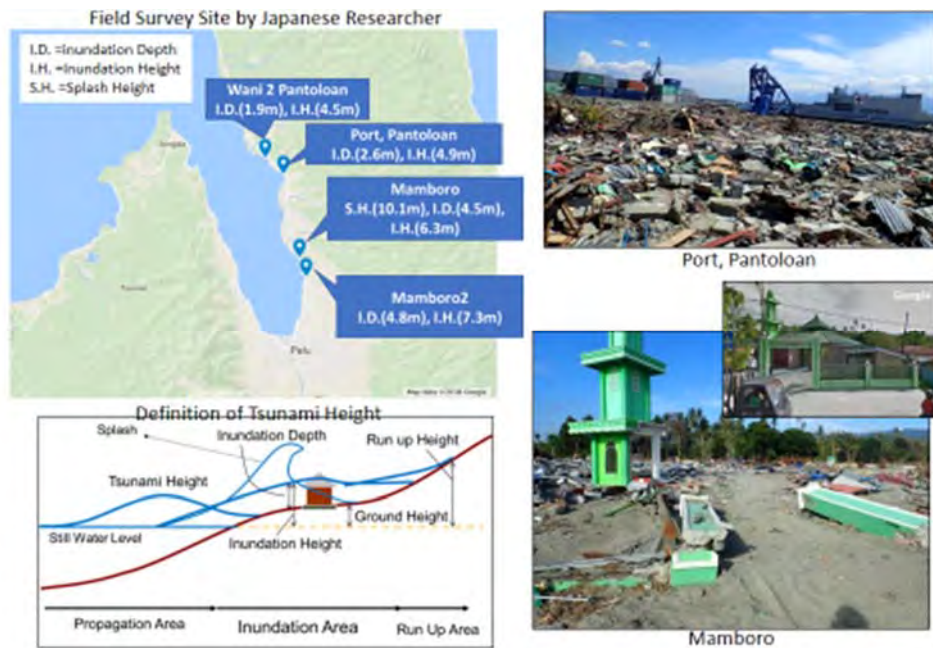 Field Survey Site by Japanese Researcher
I.D. =Inundation Depth
I.H. =Inundation Height
S.H. =Splash Height
Wani 2 Pantoloan
I.D.(1.9m), I.H.(4.5m)
Port, Pantoloan
I.D.(2.6m), I.H.(4.9m)
Mamboro
S.H.(10.1m), I.D.(4.5m),
I.H.(6.3m)
Mamboro2
I.D.(4.8m), I.H.(7.3m)
Palu
Port, Pantoloan
Google
Definition of Tsunami Height
Splash
Inundation Depth
Run up Height
Tsunami Height
Ground Height
Still Water Level
Inundation Height
Propagation Area
Inundation Area
Run Up Area
Mamboro